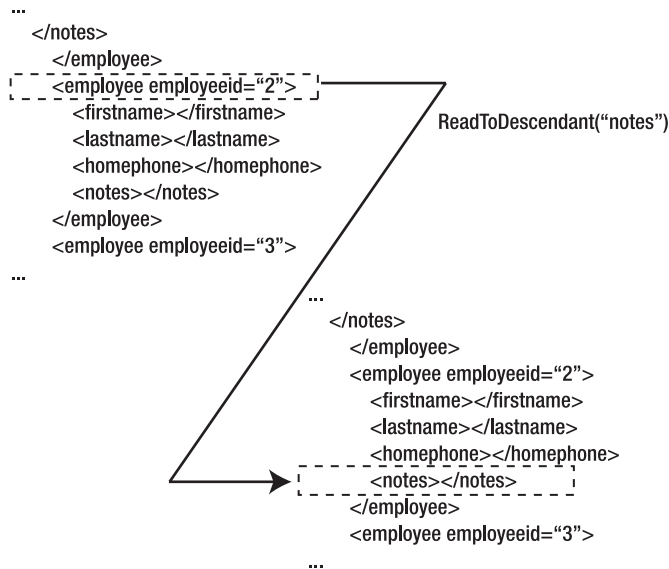 ...
</notes>
</employee>
<employee employeeid=“2”>
<firstname></firstname>
<lastname></lastname>
<homephone></homephone>
<notes></notes>
</employee>
<employee employeeid=“3”>
...
ReadToDescendant(“notes”)
...
</notes>
</employee>
<employee employeeid=“2”>
<firstname></firstname>
<lastname></lastname>
<homephone></homephone>
<notes></notes>
</employee>
<employee employeeid=“3”>
...